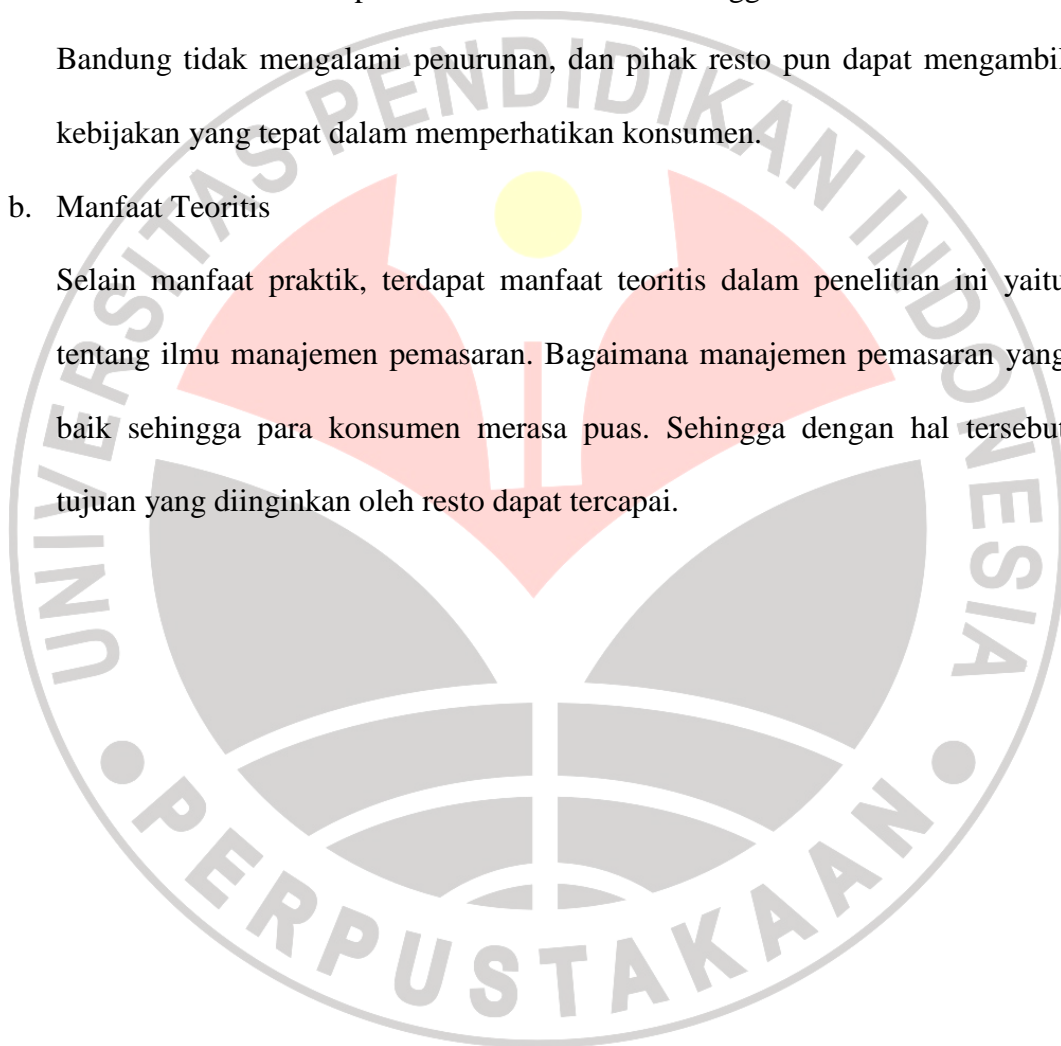 Bandung tidak mengalami penurunan, dan pihak resto pun dapat mengambil
kebijakan yang tepat dalam memperhatikan konsumen.
b. Manfaat Teoritis
Selain manfaat praktik, terdapat manfaat teoritis dalam penelitian ini yaitu
tentang ilmu manajemen pemasaran. Bagaimana manajemen pemasaran yang
baik sehingga para konsumen merasa puas. Sehingga dengan hal tersebut
tujuan yang diinginkan oleh resto dapat tercapai.
UNIVERSITAS PENDIDIKAN INDONESIA
PERPUSTAKAAN